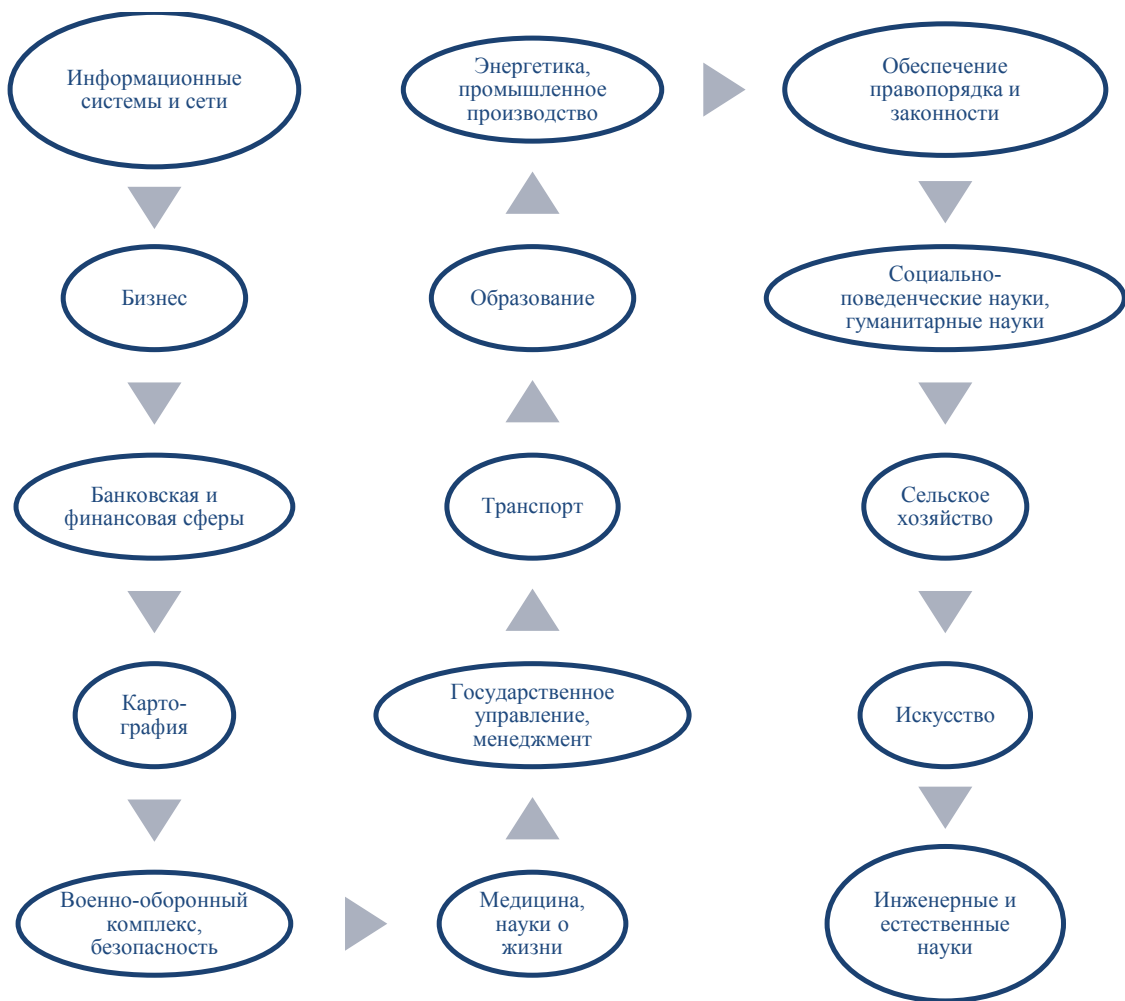 Информационные
системы и сети
Бизнес
Банковская и
финансовая сферы
Карто-
графия
Военно-оборонный
комплекс,
безопасность
Медицина,
науки о
жизни
Государственное
управление,
менеджмент
Транспорт
Образование
Энергетика,
промышленное
производство
Обеспечение
правопорядка и
законности
Социально-
поведенческие науки,
гуманитарные науки
Сельское
хозяйство
Искусство
Инженерные и
естественные
науки